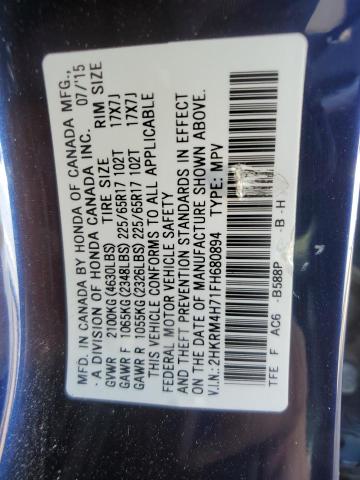 MFD. IN CANADA BY HONDA OF CANADA MFG.,
- A DIVISION OF HONDA CANADA INC. 07/'15
TIRE SIZE RIM SIZE
GVWR 2100KG (4630LBS)
GAWR F 1065KG (2348LBS) 225/65R17 102T 17X7J
GAWR R 1055KG (2326LBS) 225/65R17 102T 17X7J
THIS VEHICLE CONFORMS TO ALL APPLICABLE
FEDERAL MOTOR VEHICLE SAFETY
AND THEFT PREVENTION STANDARDS IN EFFECT
ON THE DATE OF MANUFACTURE SHOWN ABOVE.
V.I.N.: 2HKRM4H71FH680894 TYPE: MPV
TFE F AC6 -B588P -B-H